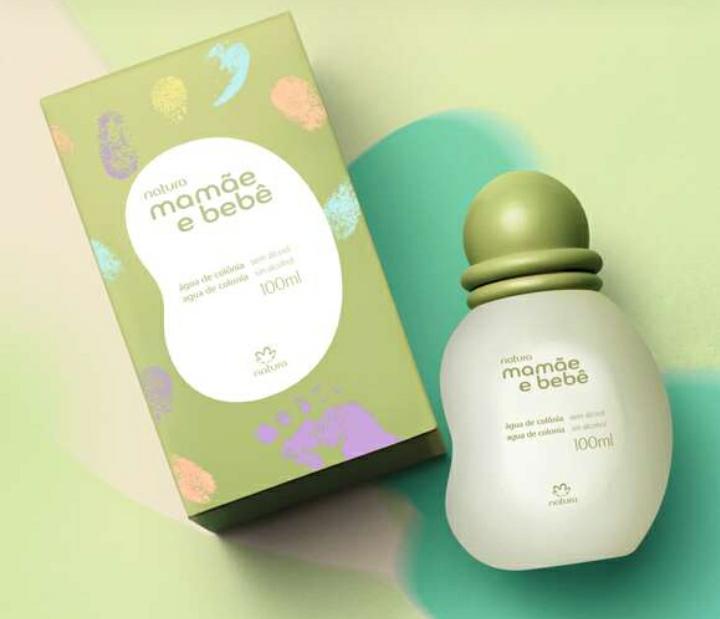 natura
mamãe
e bebê
água de colônia sem álcool
agua de colonia sin alcohol
100ml
natura
natura
mamãe
e bebê
água de colônia sem álcool
agua de colonia sin alcohol
100ml
natura